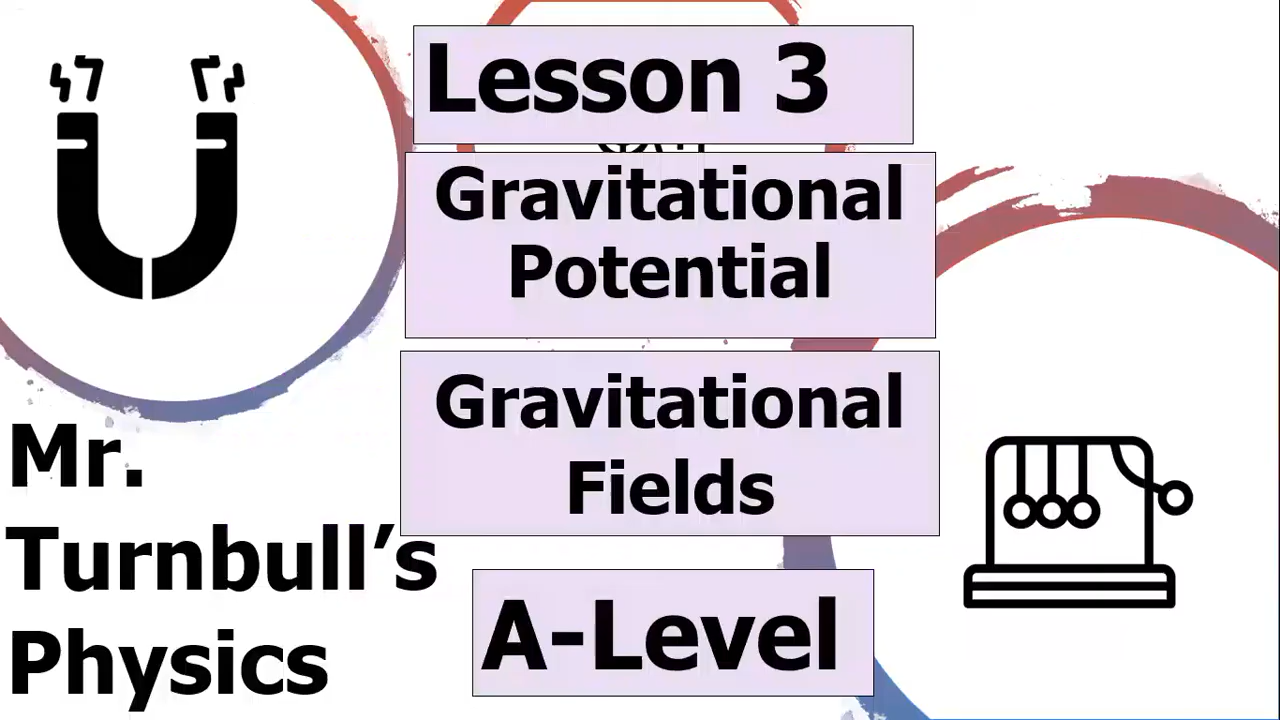 Lesson 3
Gravitational
Potential
Gravitational
Fields
Mr.
Turnbull’s
Physics
A-Level